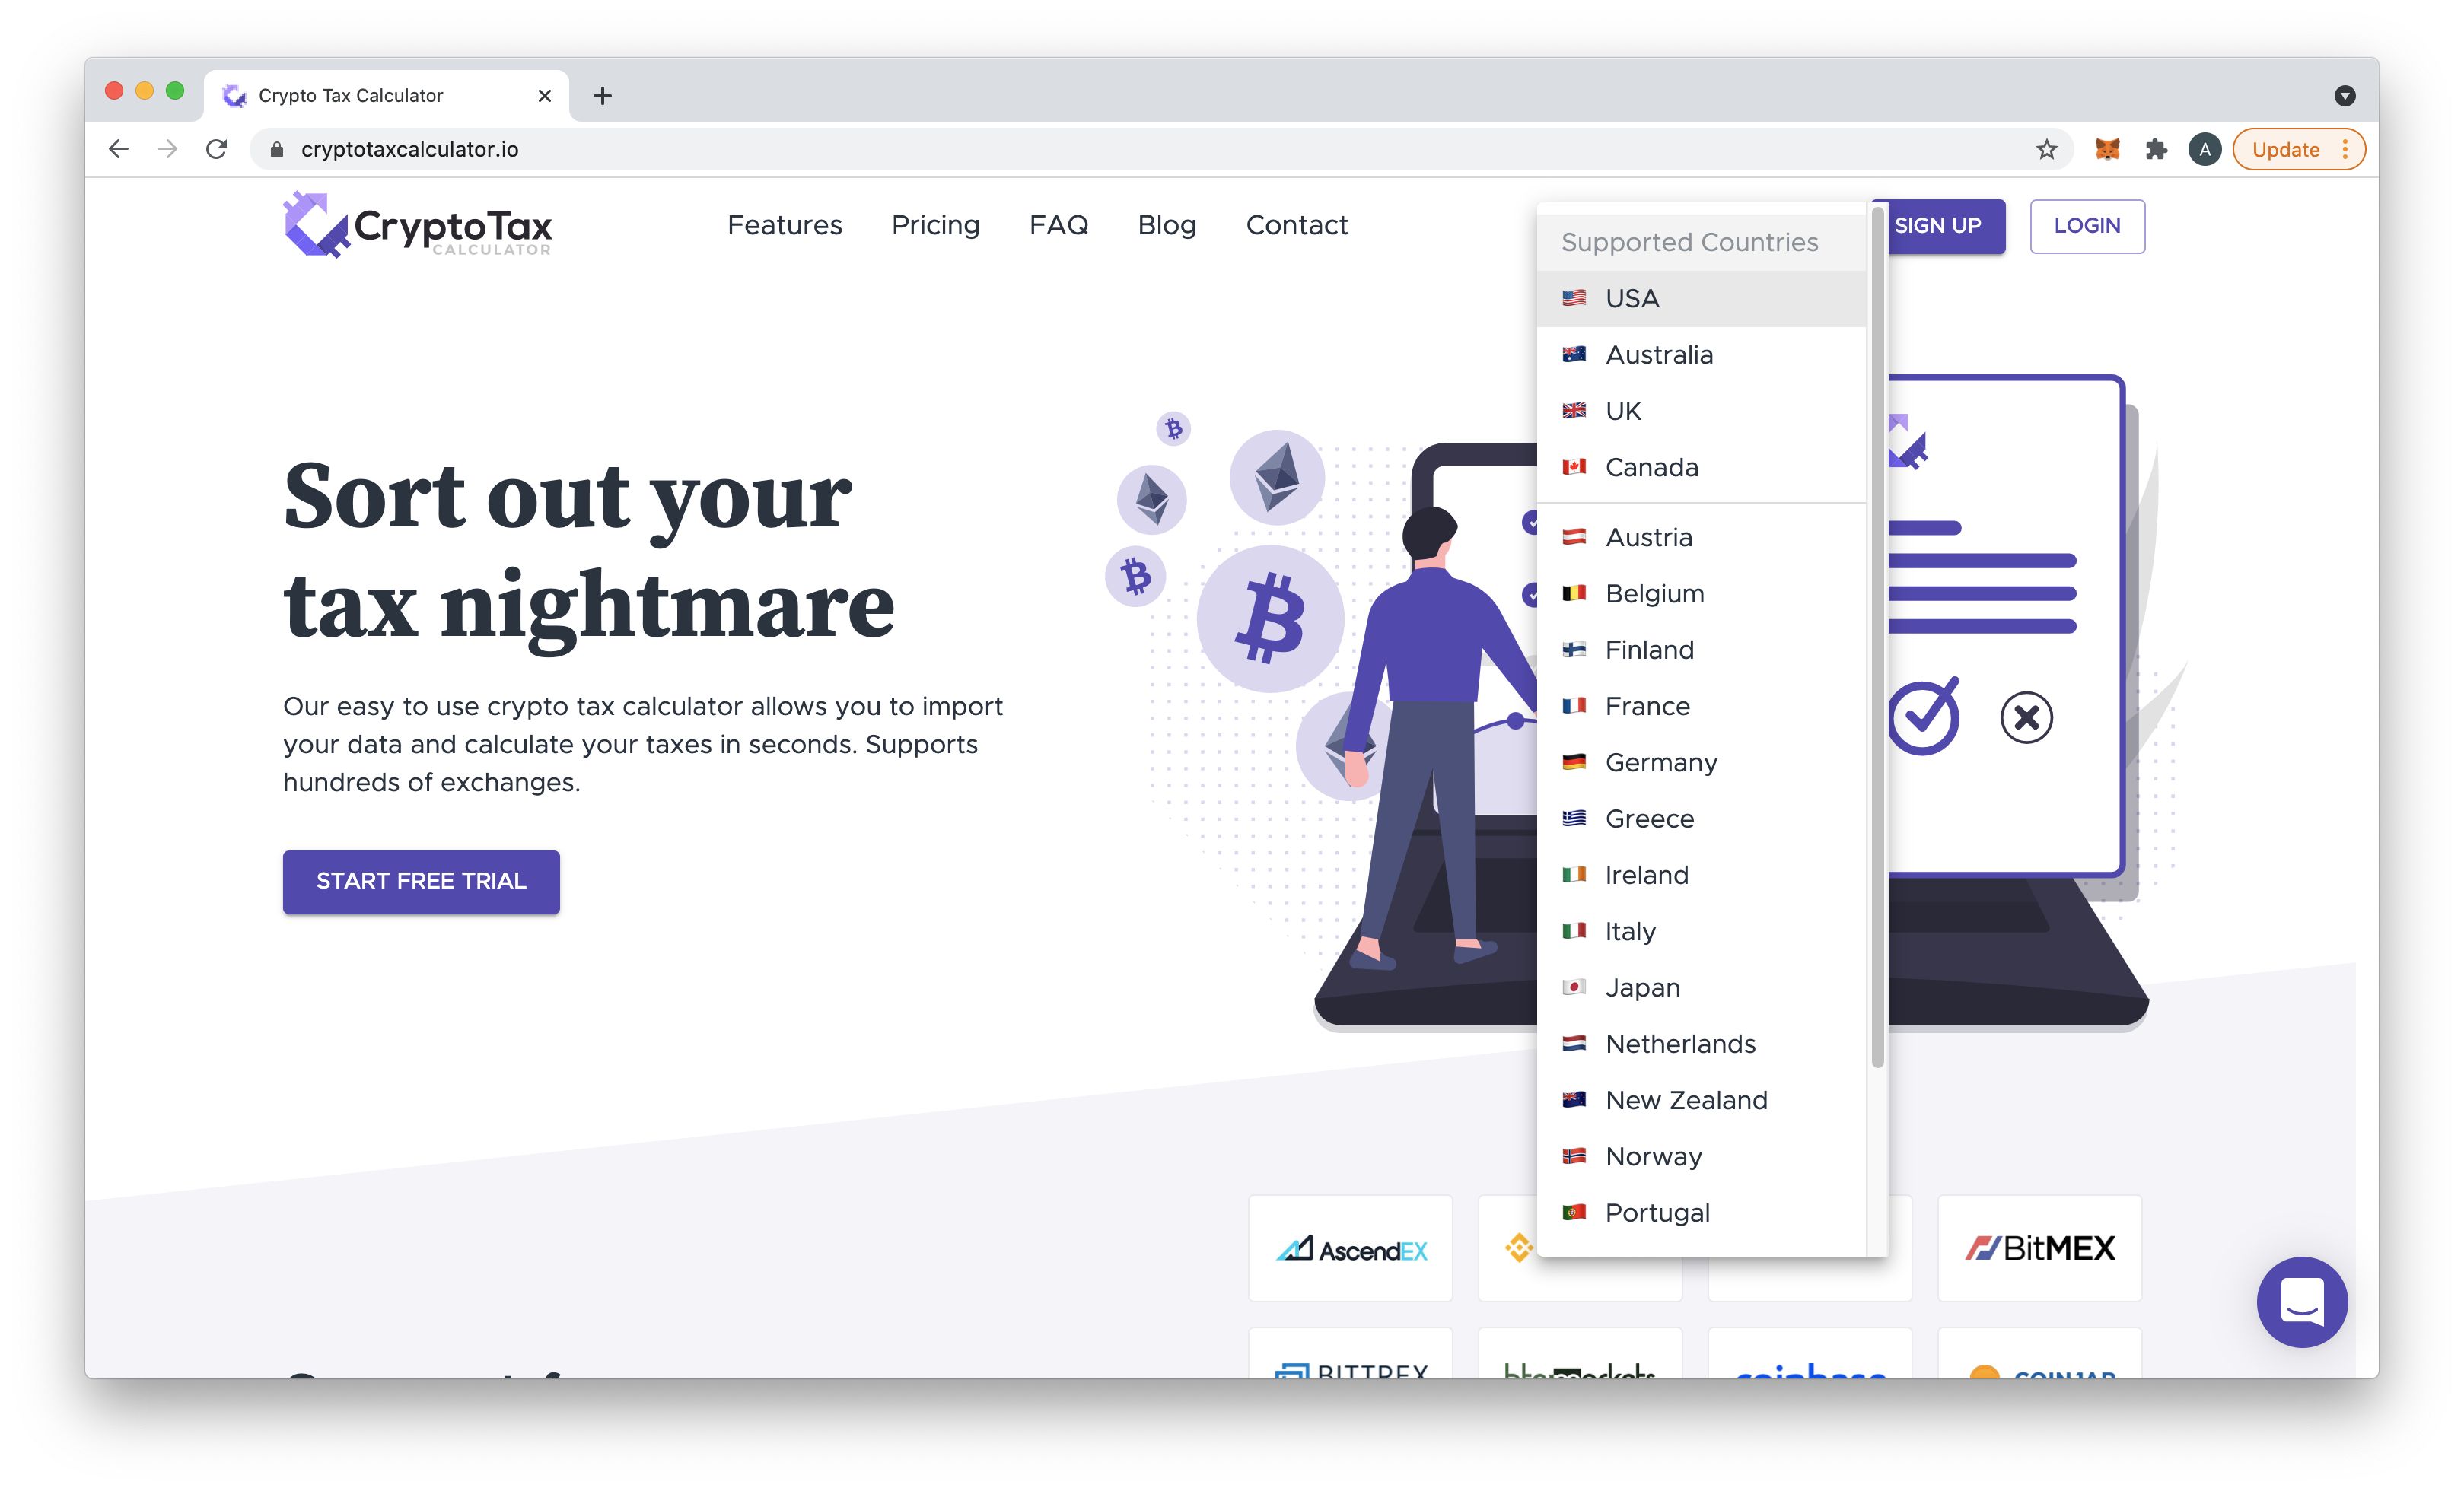 Crypto Tax Calculator
cryptotaxcalculator.io
A
Update
CryptoTax
CALCULATOR
Features
Pricing
FAQ
Blog
Contact
SIGN UP
LOGIN
Supported Countries
USA
Australia
UK
Canada
Austria
Belgium
Finland
France
Germany
Greece
Ireland
Italy
Japan
Netherlands
New Zealand
Norway
Portugal
Sort out your
tax nightmare
Our easy to use crypto tax calculator allows you to import
your data and calculate your taxes in seconds. Supports
hundreds of exchanges.
START FREE TRIAL
AscendEX
BitMEX
BITTREX
btcmarkets
coinbase
COINJAR